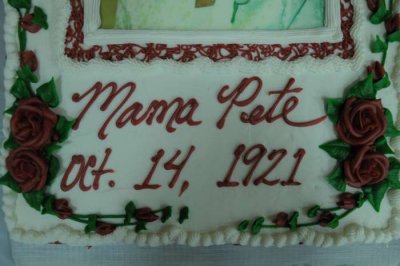 Mama Pete
Oct. 14, 1921